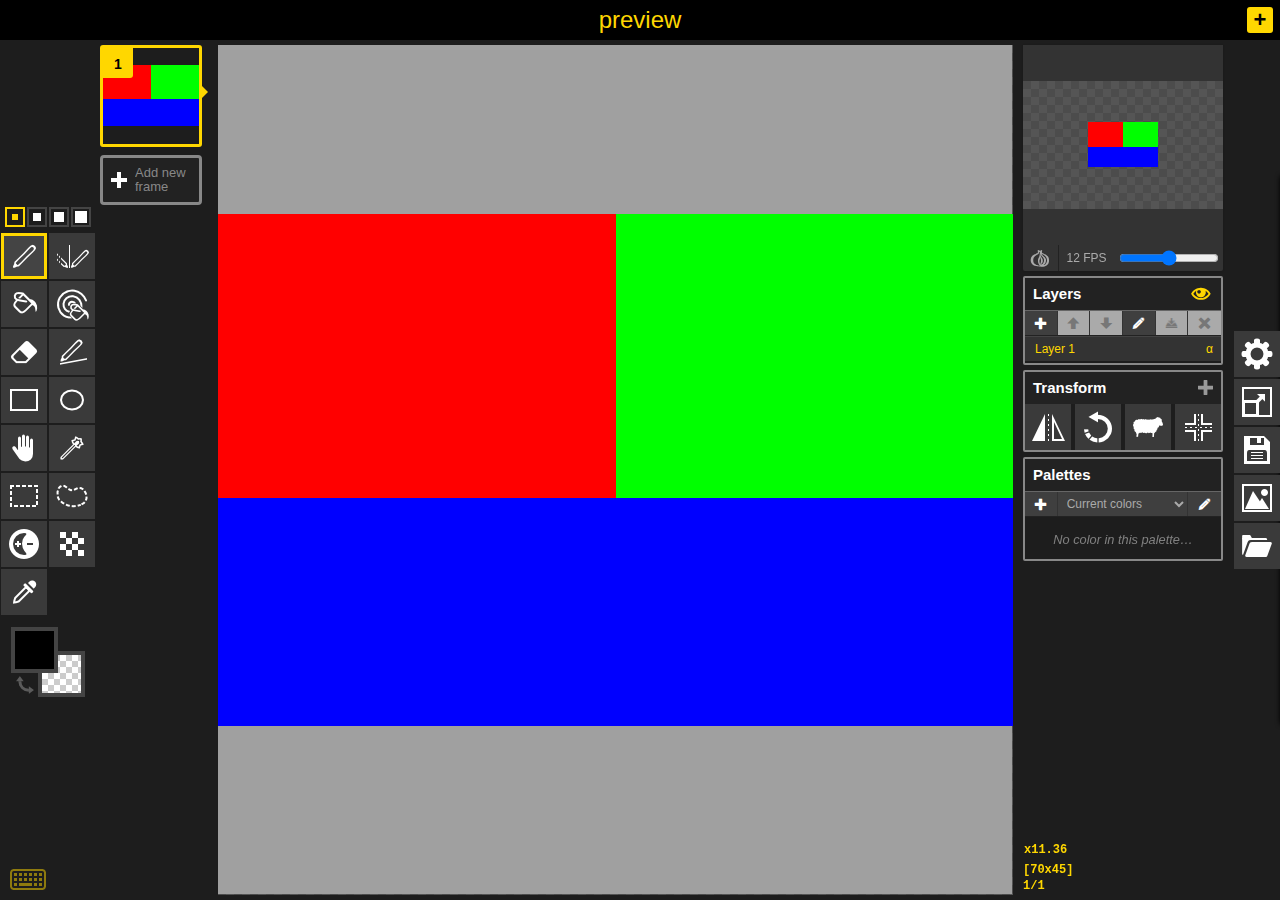 preview
1
Add new
frame
12 FPS
Layers
Layer 1
α
Transform
Palettes
Current colors
No color in this palette…
x11.36
[70x45]
1/1